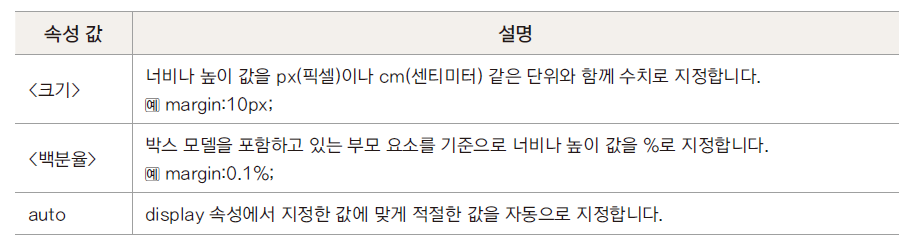 속성 값 설명
<크기> 너비나 높이 값을 px(픽셀)이나 cm(센티미터) 같은 단위와 함께 수치로 지정합니다.
예 margin:10px;
<백분율> 박스 모델을 포함하고 있는 부모 요소를 기준으로 너비나 높이 값을 %로 지정합니다.
예 margin:0.1%;
auto display 속성에서 지정한 값에 맞게 적절한 값을 자동으로 지정합니다.